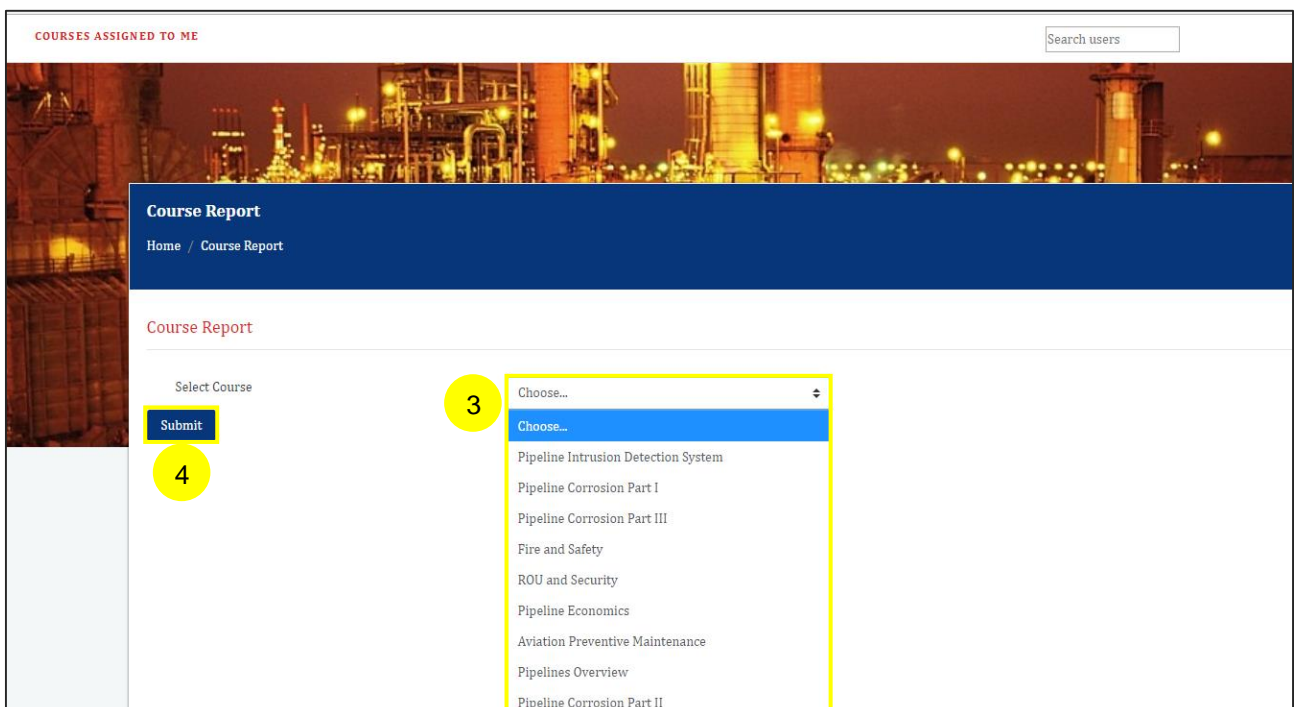 COURSES ASSIGNED TO ME
Search users
Course Report
Home / Course Report
Course Report
Select Course
3
Choose...
Submit
Choose...
4
Pipeline Intrusion Detection System
Pipeline Corrosion Part I
Pipeline Corrosion Part III
Fire and Safety
ROU and Security
Pipeline Economics
Aviation Preventive Maintenance
Pipelines Overview
Pipeline Corrosion Part II